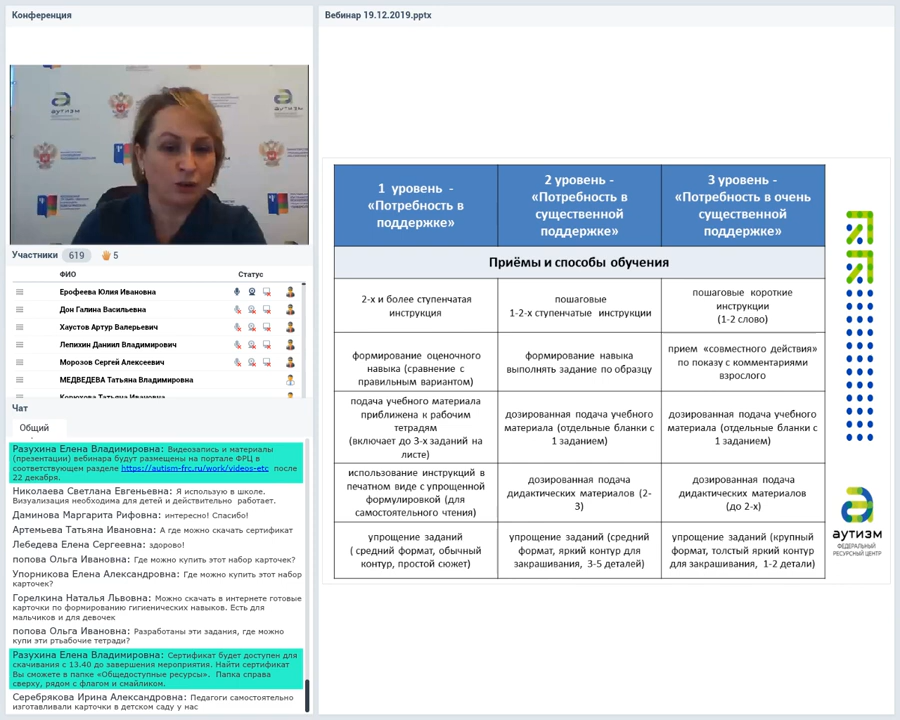 Конференция
аутизм
аутизм
Участники 619 5
ФИО Статус
Ерофеева Юлия Ивановна
Дон Галина Васильевна
Хаустов Артур Валерьевич
Лепихин Даниил Владимирович
Морозов Сергей Алексеевич
МЕДВЕДЕВА Татьяна Владимировна
Корюхова Татьяна Ивановна
Чат
Общий
Разухина Елена Владимировна: Видеозапись и материалы
(презентации) вебинара будут размещены на портале ФРЦ в
соответствующем разделе https://autism-frc.ru/work/videos-etc после
22 декабря.
Николаева Светлана Евгеньевна: Я использую в школе.
Визуализация необходима для детей и действительно работает.
Даминова Маргарита Рифовна: интересно! Спасибо!
Артемьева Татьяна Ивановна: А где можно скачать сертификат
Лебедева Елена Сергеевна: здорово!
попова Ольга Ивановна: Где можно купить этот набор карточек?
Упорникова Елена Александровна: Где можно купить этот набор
карточек?
Горелкина Наталья Львовна: Можно скачать в интернете готовые
карточки по формированию гигиенических навыков. Есть для
мальчиков и для девочек
попова Ольга Ивановна: Разработаны эти задания, где можно
купи эти ртьабочие тетради?
Разухина Елена Владимировна: Сертификат будет доступен для
скачивания с 13.40 до завершения мероприятия. Найти сертификат
Вы сможете в папке «Общедоступные ресурсы». Папка справа
сверху, рядом с флагом и смайликом.
Серебрякова Ирина Александровна: Педагоги самостоятельно
изготавливали карточки в детском саду у нас
Вебинар 19.12.2019.pptx
1 уровень -
«Потребность в
поддержке»
2 уровень -
«Потребность в
существенной
поддержке»
3 уровень -
«Потребность в очень
существенной
поддержке»
Приёмы и способы обучения
2-х и более ступенчатая
инструкция
пошаговые
1-2-х ступенчатые инструкции
пошаговые короткие
инструкции
(1-2 слово)
формирование оценочного
навыка (сравнение с
правильным вариантом)
формирование навыка
выполнять задание по образцу
прием «совместного действия»
по показу с комментариями
взрослого
подача учебного материала
приближена к рабочим
тетрадям
(включает до 3-х заданий на
листе)
дозированная подача учебного
материала (отдельные бланки с
1 заданием)
дозированная подача учебного
материала (отдельные бланки с
1 заданием)
использование инструкций в
печатном виде с упрощенной
формулировкой (для
самостоятельного чтения)
дозированная подача
дидактических материалов (2-
3)
дозированная подача
дидактических материалов
(до 2-х)
упрощение заданий
( средний формат, обычный
контур, простой сюжет)
упрощение заданий (средний
формат, яркий контур для
закрашивания, 3-5 деталей)
упрощение заданий (крупный
формат, толстый яркий контур
для закрашивания, 1-2 детали)
аутизм
ФЕДЕРАЛЬНЫЙ
РЕСУРСНЫЙ ЦЕНТР